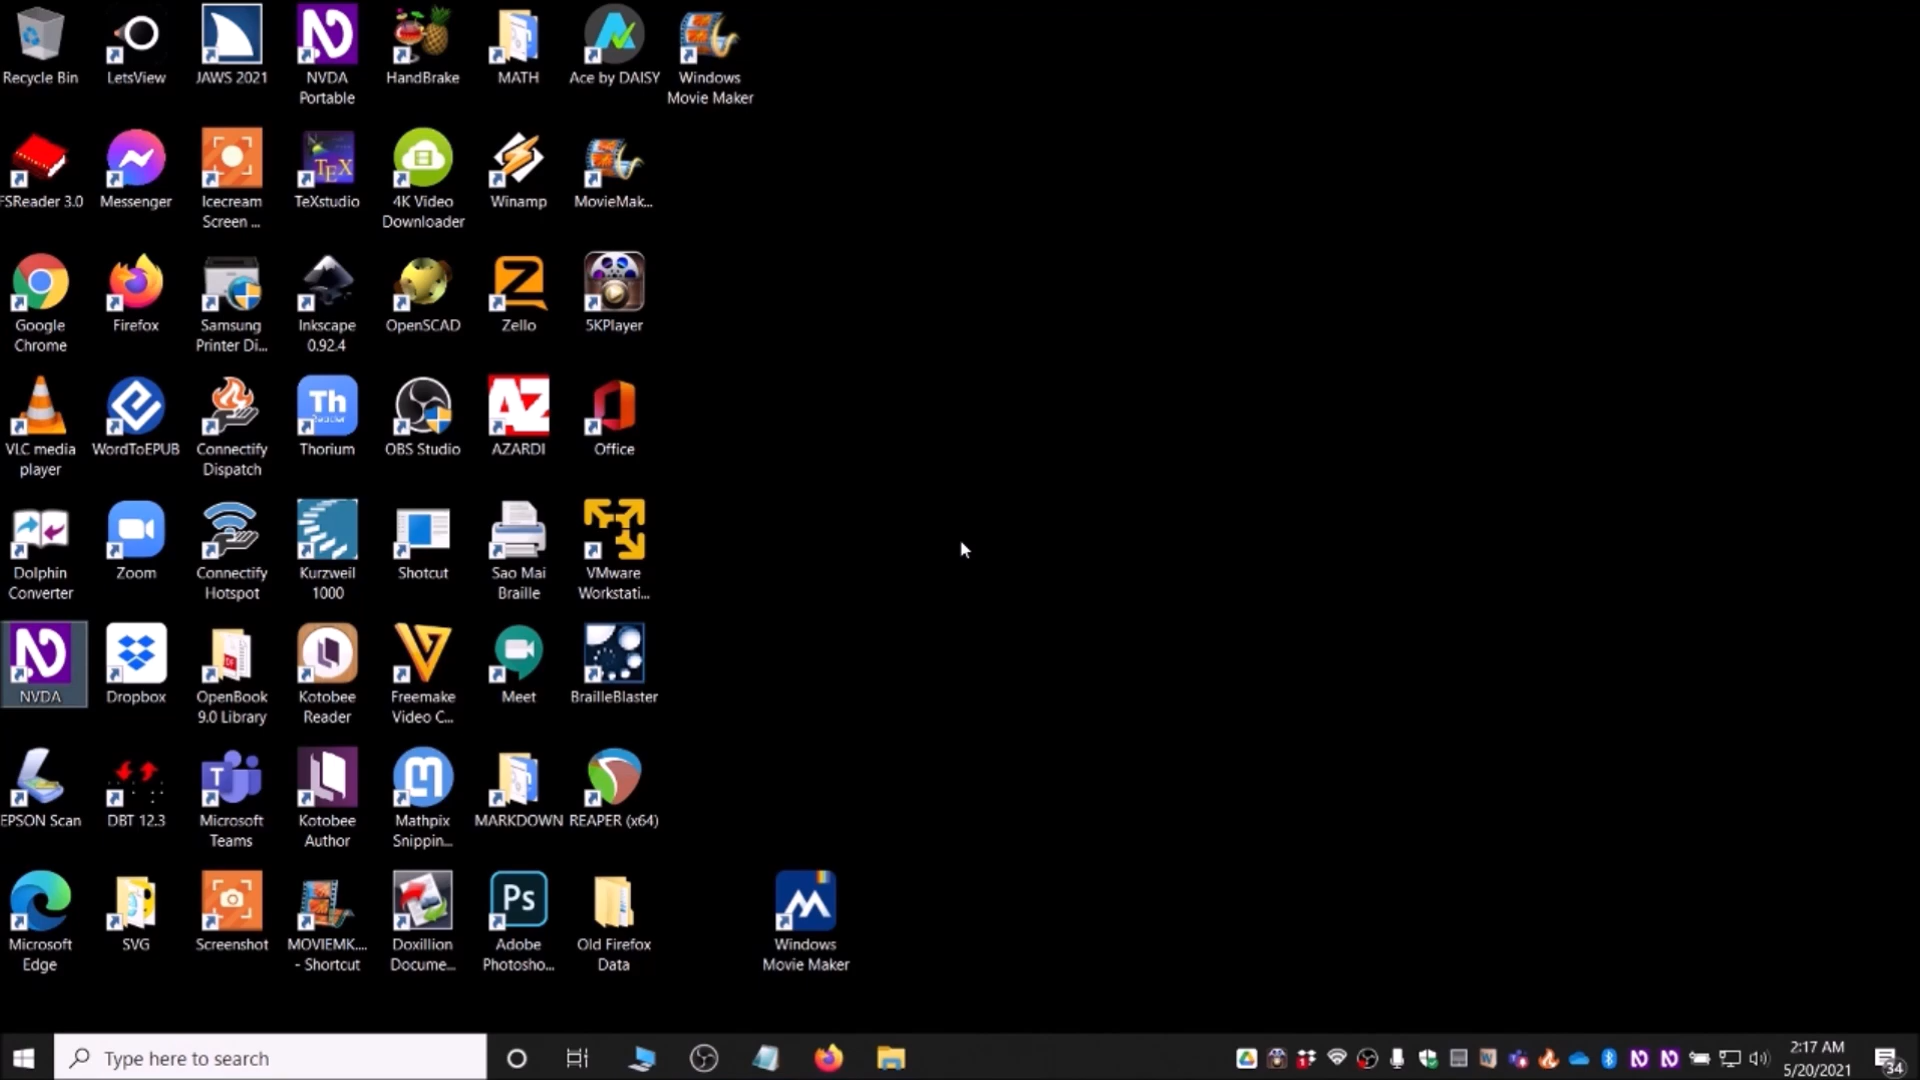 Recycle Bin
LetsView
JAWS 2021
NVDA
Portable
HandBrake
MATH
Ace by DAISY
Windows
Movie Maker
FSReader 3.0
Messenger
Icecream
Screen ...
TeXstudio
TEX
4K Video
Downloader
Winamp
MovieMak...
Google
Chrome
Firefox
Samsung
Printer Di...
Inkscape
0.92.4
OpenSCAD
Zello
5KPlayer
VLC media
player
WordToEPUB
Connectify
Dispatch
Th
Reader
Thorium
OBS Studio
AZ
AZARDI
Office
Dolphin
Converter
Zoom
Connectify
Hotspot
Kurzweil
1000
Shotcut
Sao Mai
Braille
VMware
Workstati...
NVDA
Dropbox
PDF
OpenBook
9.0 Library
Kotobee
Reader
Freemake
Video C...
Meet
BrailleBlaster
EPSON Scan
DBT 12.3
T
Microsoft
Teams
Kotobee
Author
Mathpix
Snippin...
MARKDOWN
REAPER (x64)
Microsoft
Edge
SVG
Screenshot
MOVIEMK....
- Shortcut
Doxillion
Docume...
Ps
Adobe
Photosho...
Old Firefox
Data
Windows
Movie Maker
Type here to search
2:17 AM
5/20/2021
34